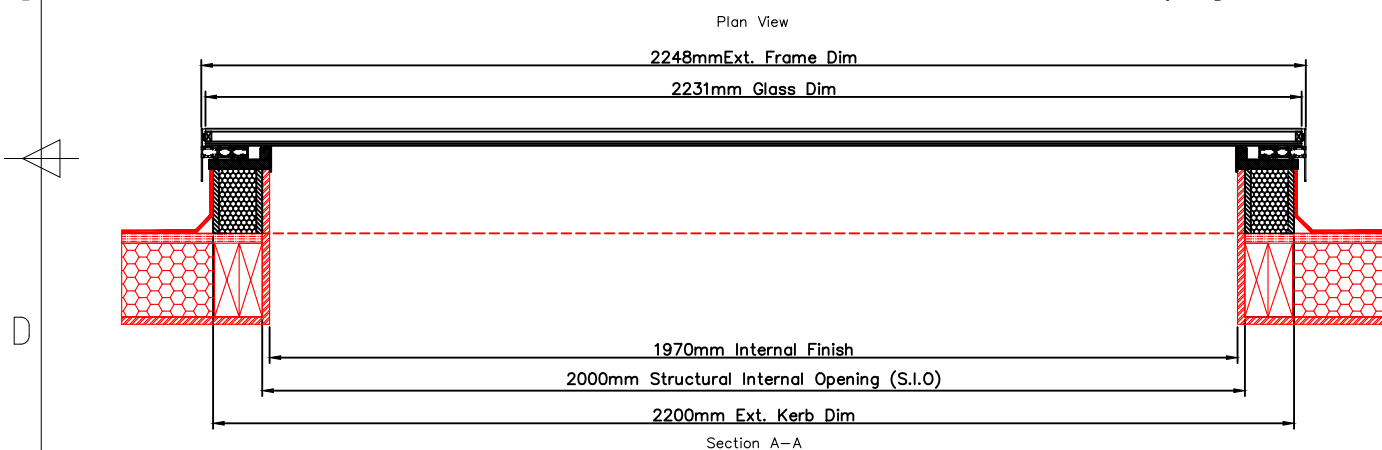 Plan View
2248mmExt. Frame Dim
2231mm Glass Dim
D
1970mm Internal Finish
2000mm Structural Internal Opening (S.I.O)
2200mm Ext. Kerb Dim
Section A-A